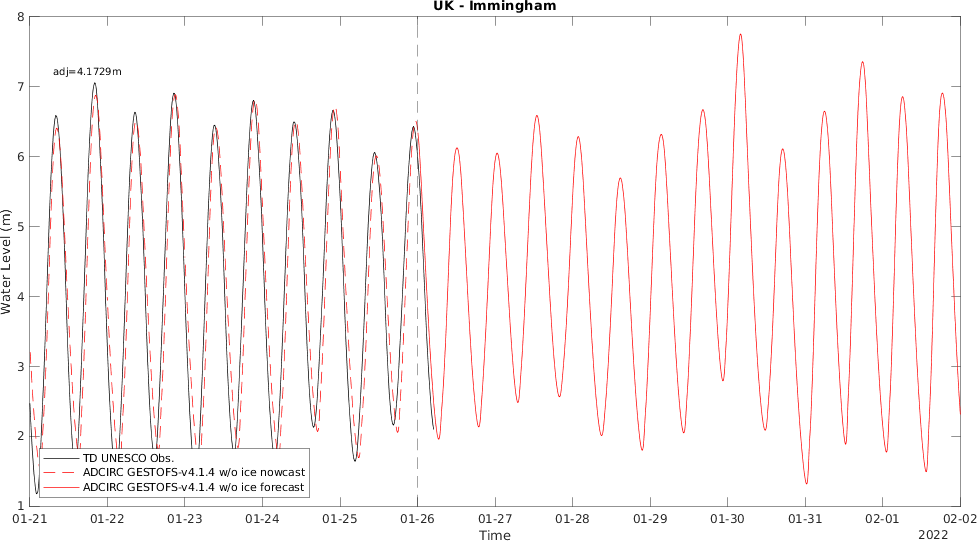 UK - Immingham
8
adj=4.1729m
7
6
5
Water Level (m)
4
3
2
1
TD UNESCO Obs.
ADCIRC GESTOFS-v4.1.4 w/o ice nowcast
ADCIRC GESTOFS-v4.1.4 w/o ice forecast
01-21 01-22 01-23 01-24 01-25 01-26 01-27 01-28 01-29 01-30 01-31 02-01 02-02
Time
2022